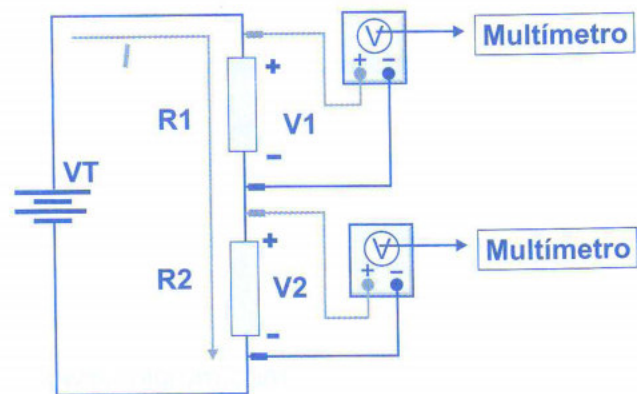 V
Multímetro
+ −
I
+
R1
V1
−
VT
V
Multímetro
+ −
+
R2
V2
−